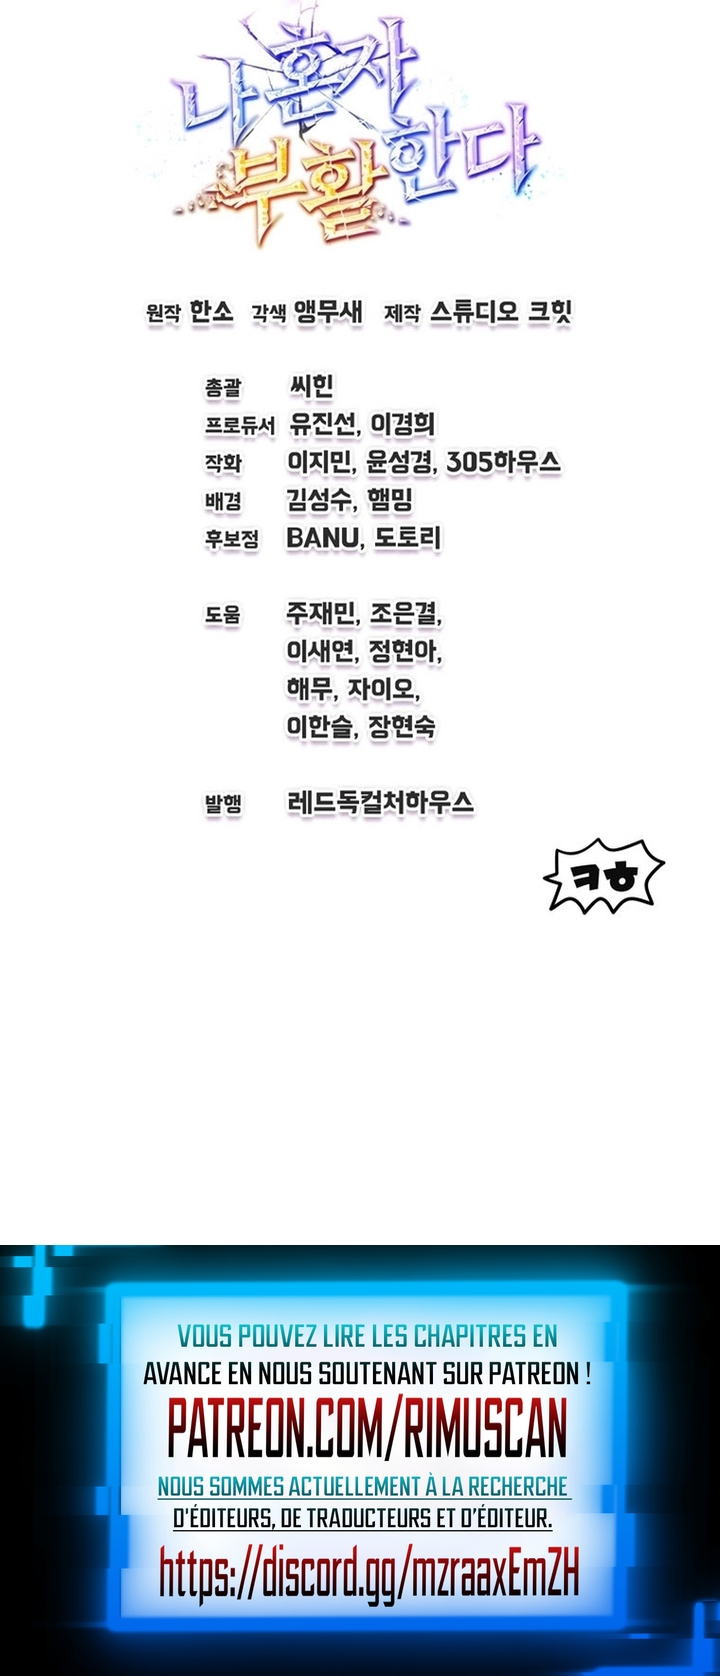 나 혼자
부활한다
원작 한소 각색 앵무새 제작 스튜디오 크힛
총괄 씨힌
프로듀서 유진선, 이경희
작화 이지민, 윤성경, 305하우스
배경 김성수, 햄밍
후보정 BANU, 도토리
도움 주재민, 조은결,
이새연, 정현아,
해무, 자이오,
이한슬, 장현숙
발행 레드독컬처하우스
ㅋㅎ
VOUS POUVEZ LIRE LES CHAPITRES EN
AVANCE EN NOUS SOUTENANT SUR PATREON !
PATREON.COM/RIMUSCAN
NOUS SOMMES ACTUELLEMENT À LA RECHERCHE
D'ÉDITEURS, DE TRADUCTEURS ET D'ÉDITEUR.
https://discord.gg/mzraaxEmZH